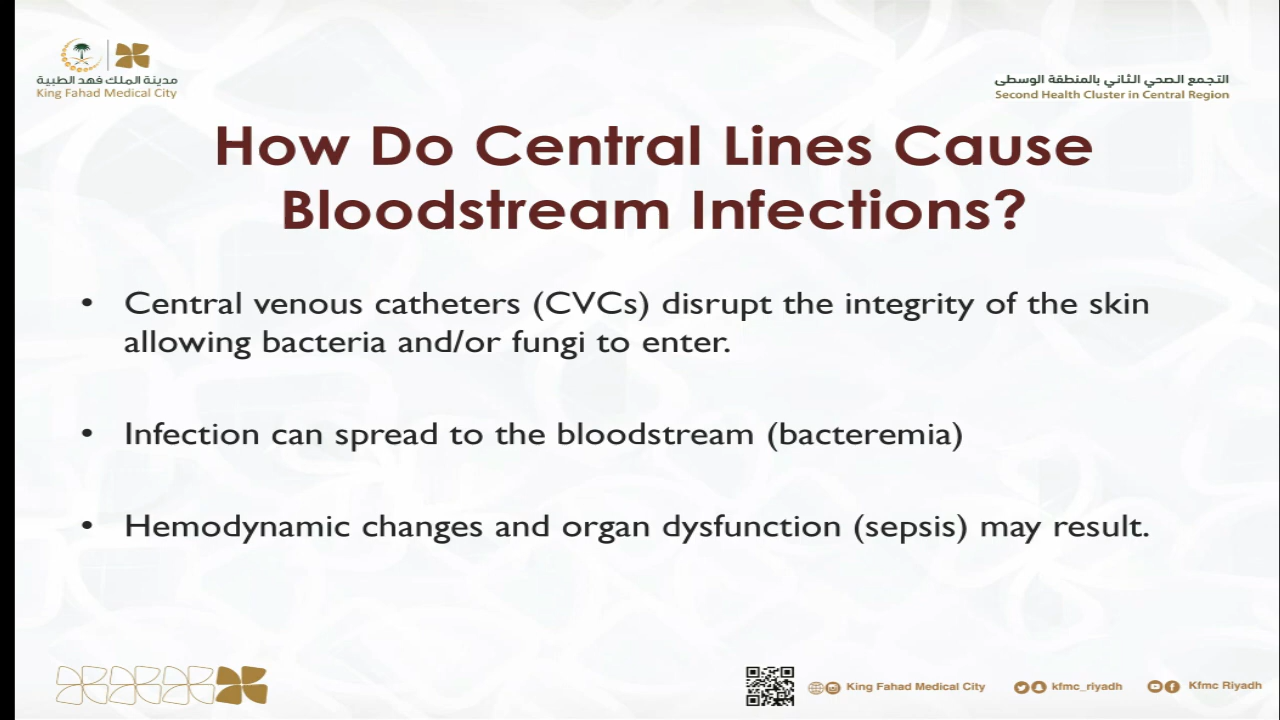 مدينة الملك فهد الطبية
King Fahad Medical City
التجمع الصحي الثاني بالمنطقة الوسطى
Second Health Cluster in Central Region
How Do Central Lines Cause
Bloodstream Infections?
• Central venous catheters (CVCs) disrupt the integrity of the skin
allowing bacteria and/or fungi to enter.
• Infection can spread to the bloodstream (bacteremia)
• Hemodynamic changes and organ dysfunction (sepsis) may result.
King Fahad Medical City
kfmc_riyadh
Kfmc Riyadh